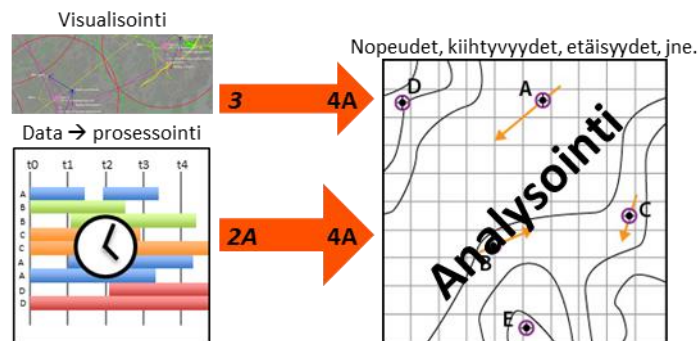 Visualisointi
Nopeudet, kiihtyvyydet, etäisyydet, jne.
3 4A
Data → prosessointi
t0 t1 t2 t3 t4
A
B
B
C
C
A
A
D
D
2A 4A
D
A
Analysointi
C
B
E